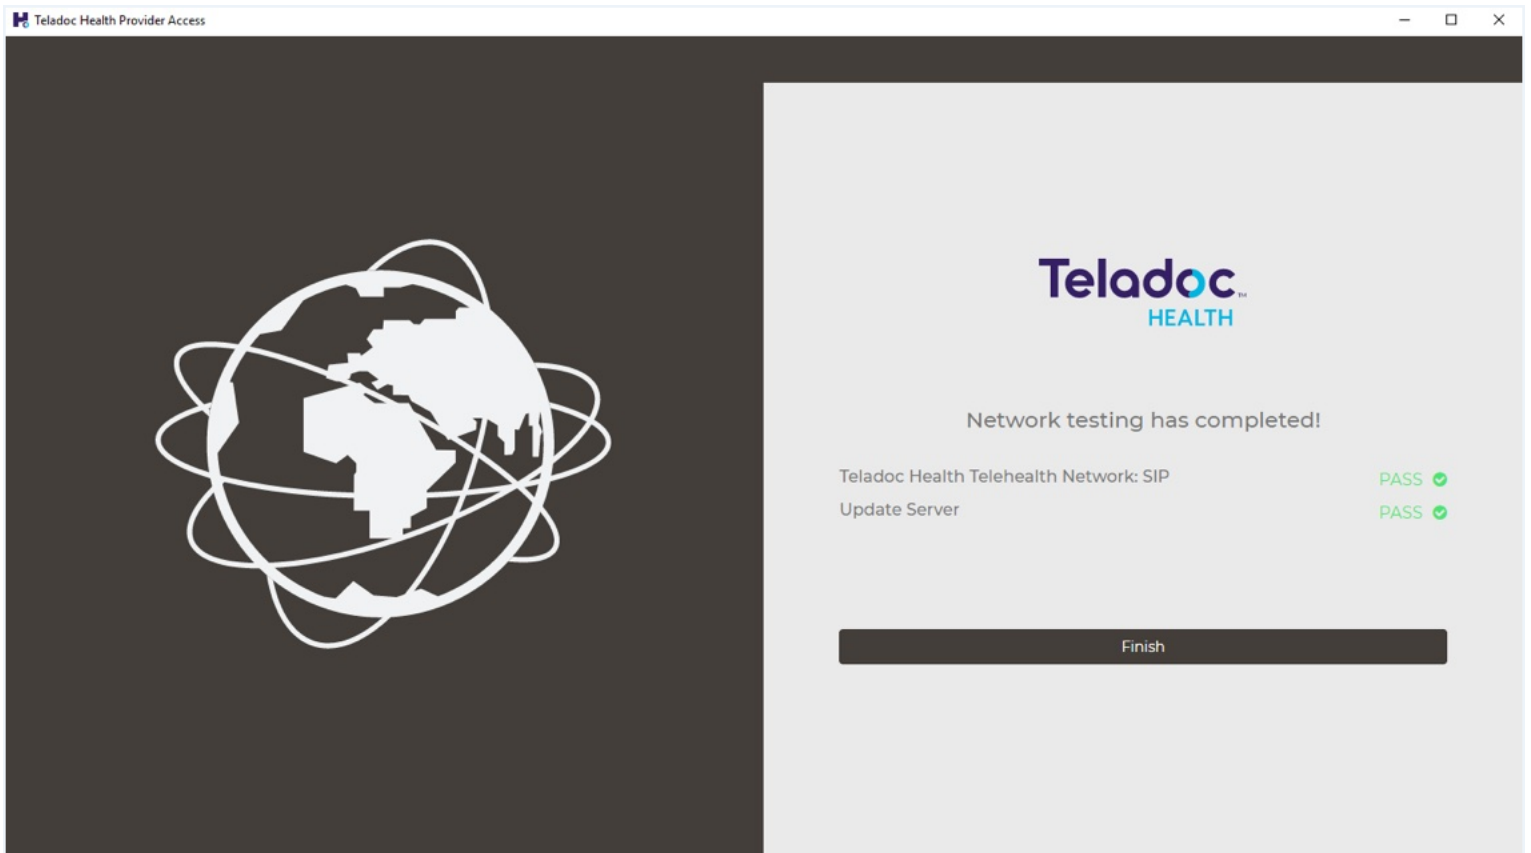 Teladoc Health Provider Access
Teladoc™
HEALTH
Network testing has completed!
Teladoc Health Telehealth Network: SIP PASS
Update Server PASS
Finish